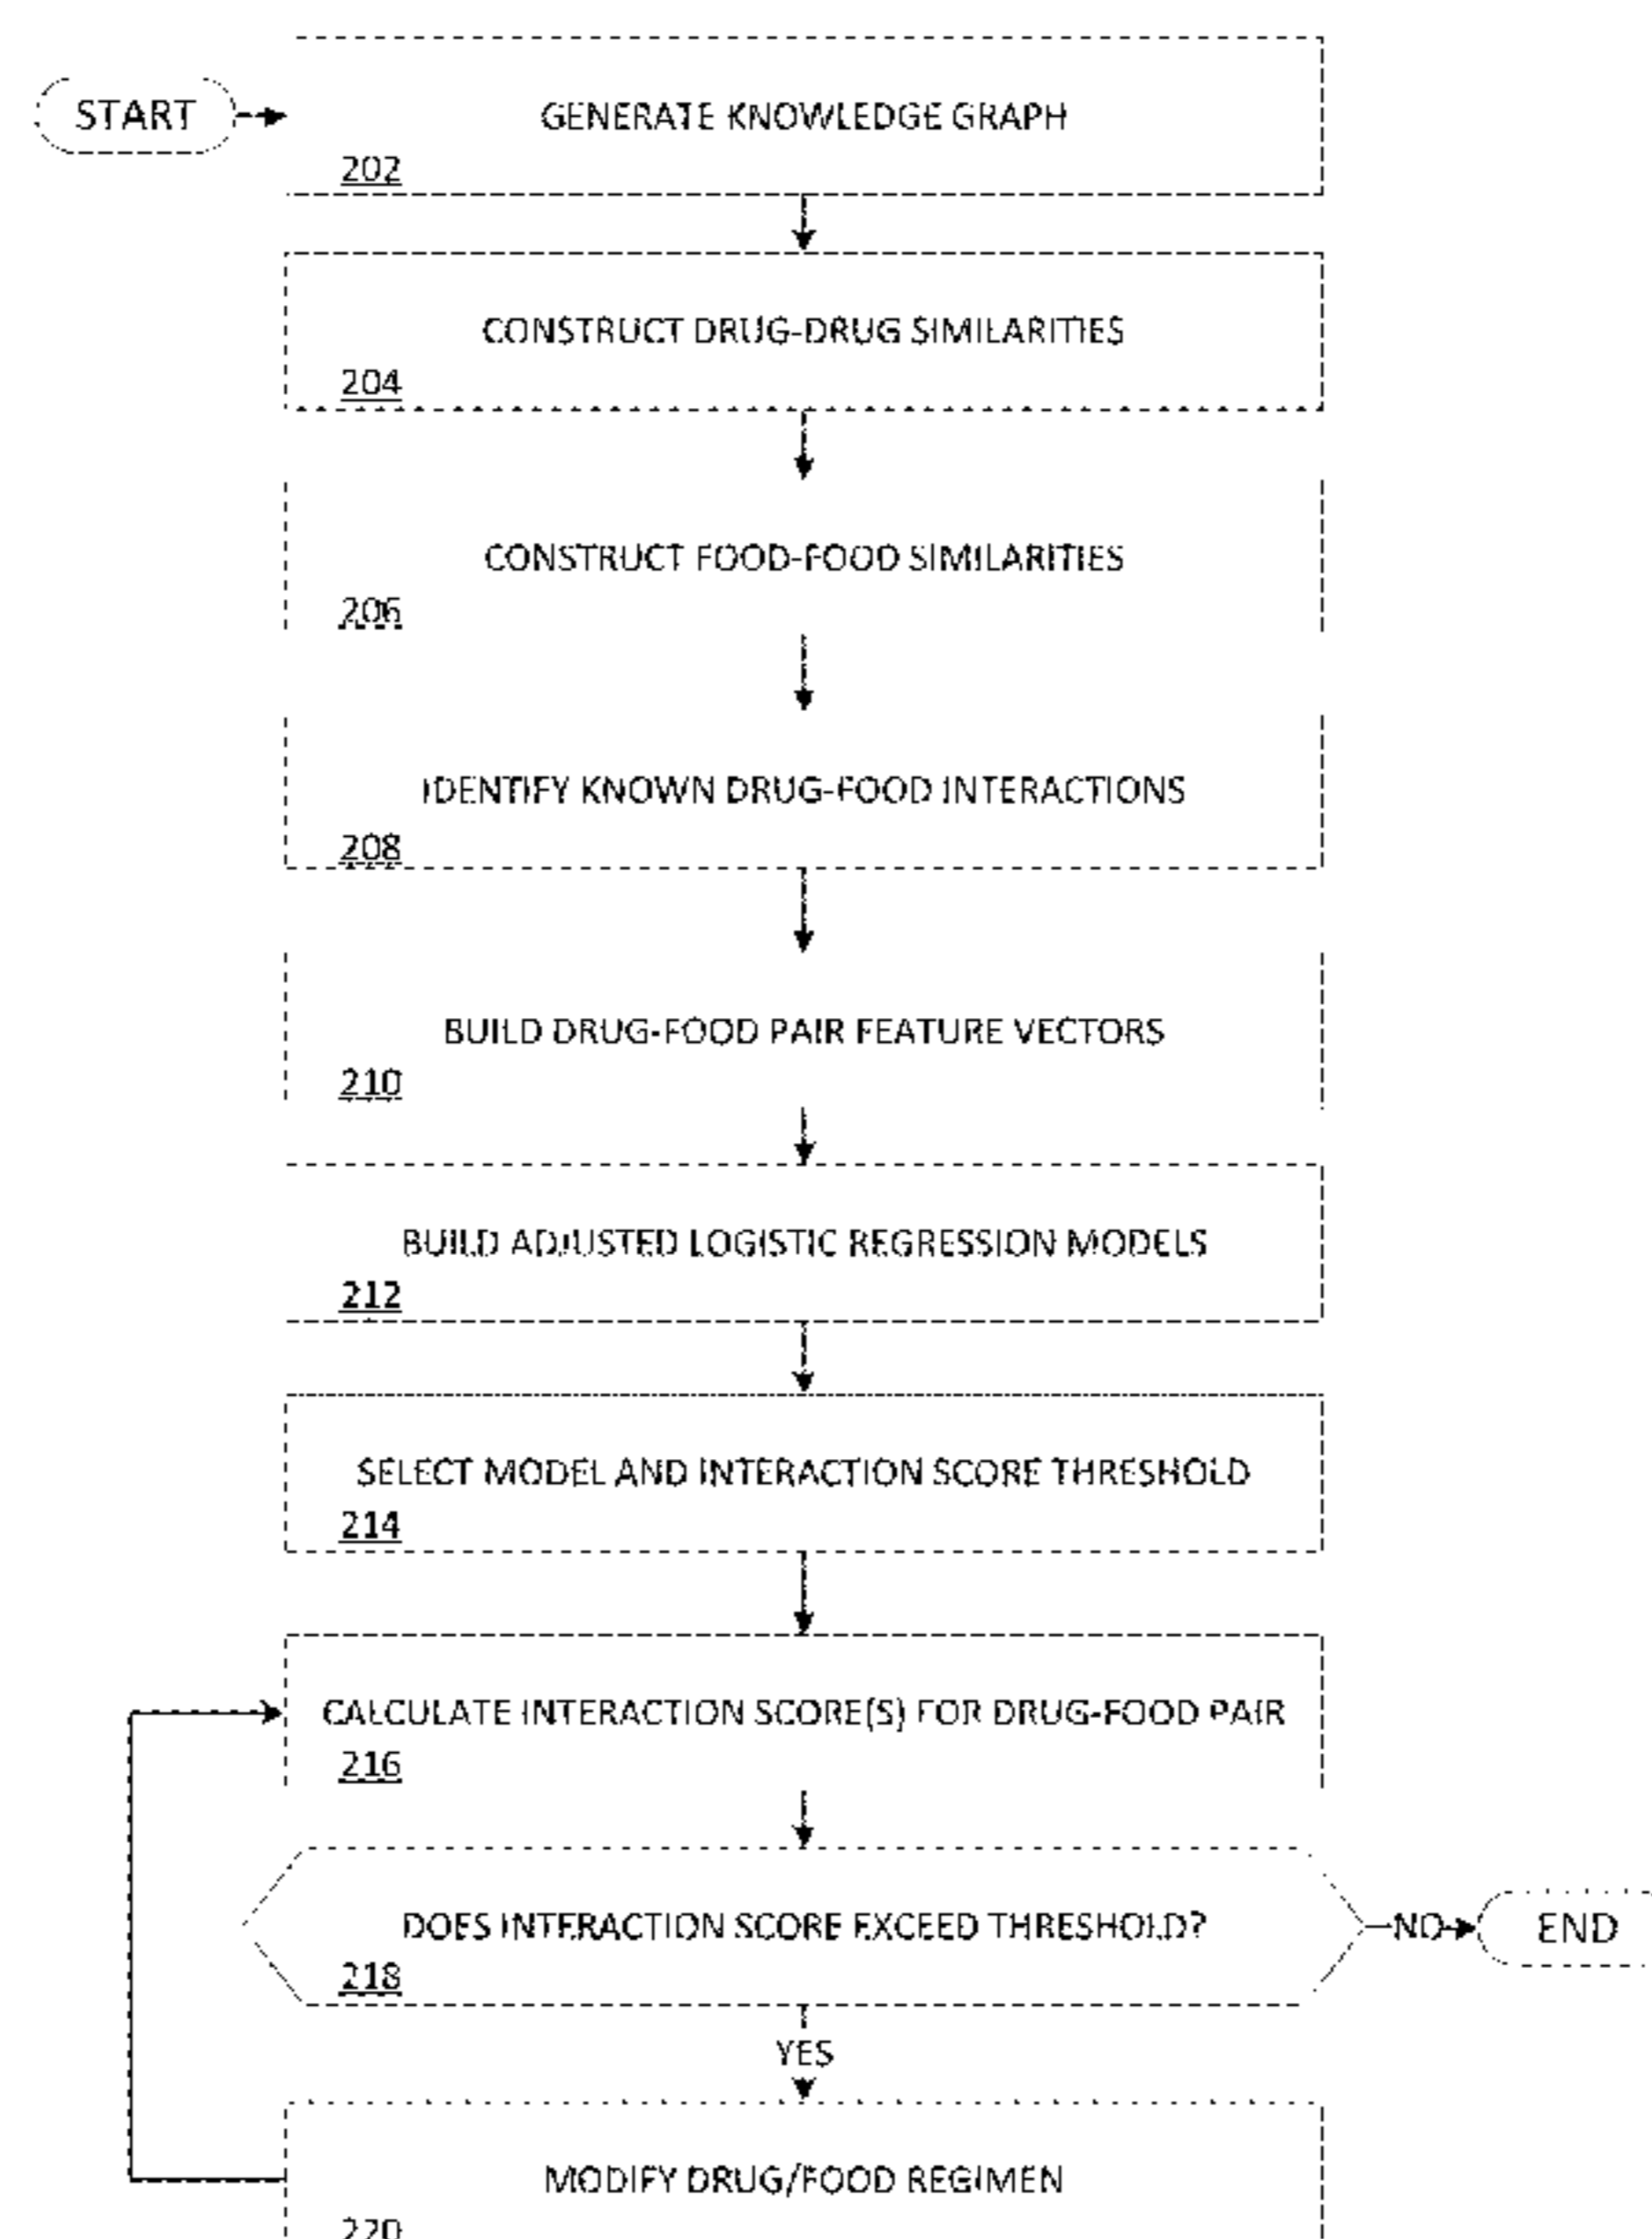 START
GENERATE KNOWLEDGE GRAPH
202
CONSTRUCT DRUG-DRUG SIMILARITIES
204
CONSTRUCT FOOD-FOOD SIMILARITIES
206
IDENTIFY KNOWN DRUG-FOOD INTERACTIONS
208
BUILD DRUG-FOOD PAIR FEATURE VECTORS
210
BUILD ADJUSTED LOGISTIC REGRESSION MODELS
212
SELECT MODEL AND INTERACTION SCORE THRESHOLD
214
CALCULATE INTERACTION SCORE(S) FOR DRUG-FOOD PAIR
216
DOES INTERACTION SCORE EXCEED THRESHOLD?
218
NO
END
YES
MODIFY DRUG/FOOD REGIMEN
220